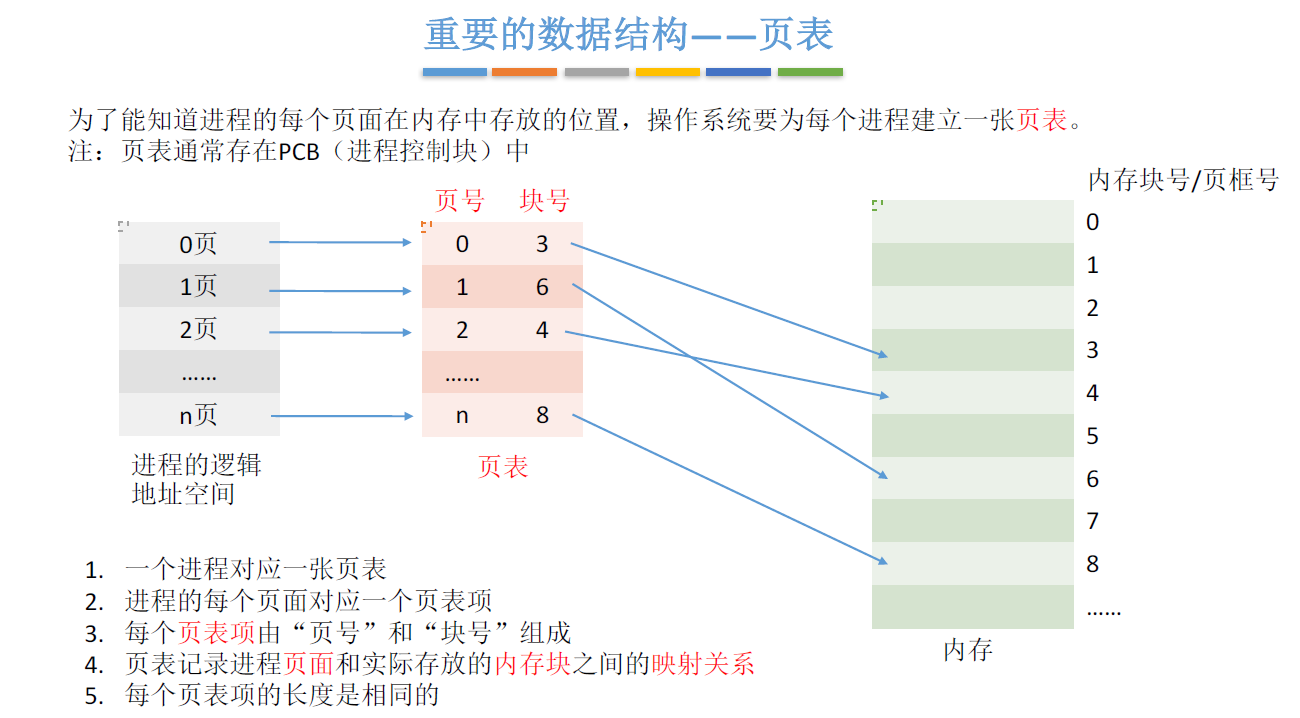 重要的数据结构——页表
为了能知道进程的每个页面在内存中存放的位置，操作系统要为每个进程建立一张页表。
注：页表通常存在PCB（进程控制块）中
内存块号/页框号
页号 块号
0页
1页
2页
……
n页
进程的逻辑
地址空间
0 3
1 6
2 4
……
n 8
页表
0
1
2
3
4
5
6
7
8
……
内存
1. 一个进程对应一张页表
2. 进程的每个页面对应一个页表项
3. 每个页表项由“页号”和“块号”组成
4. 页表记录进程页面和实际存放的内存块之间的映射关系
5. 每个页表项的长度是相同的